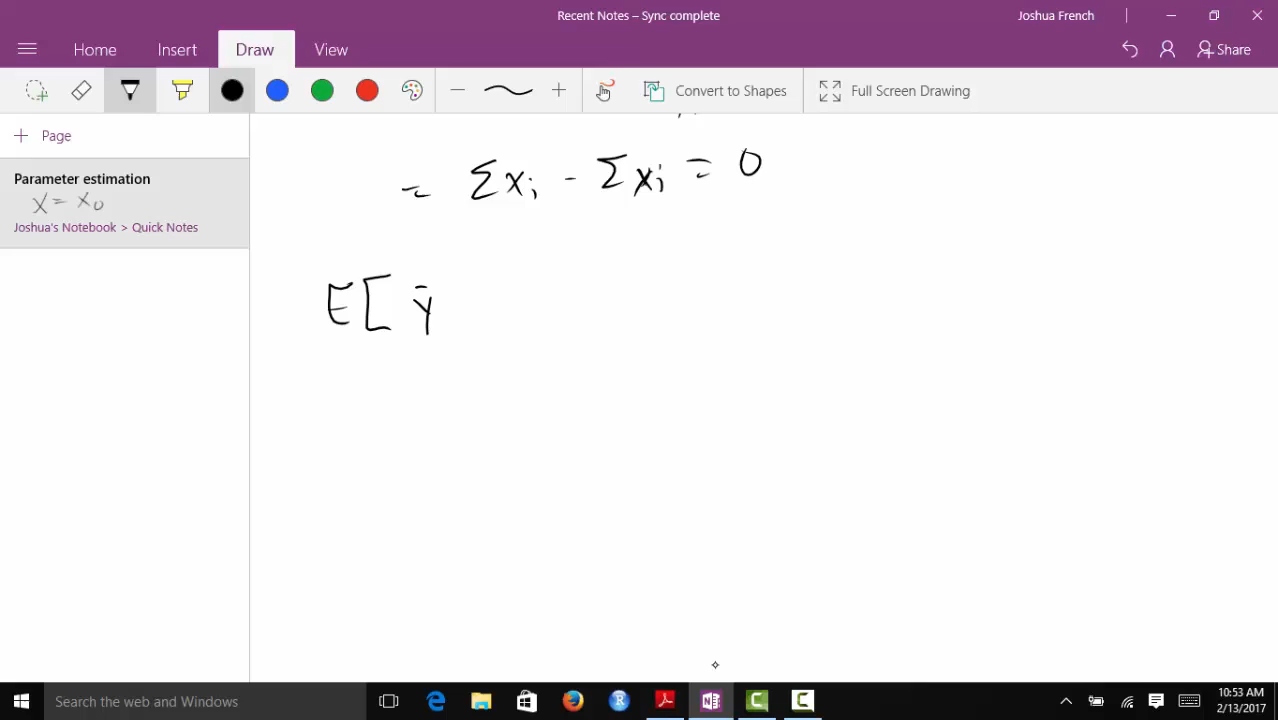 Recent Notes – Sync complete
Joshua French
Home
Insert
Draw
View
Share
Convert to Shapes
Full Screen Drawing
+ Page
Parameter estimation
x = x₀
Joshua's Notebook > Quick Notes
= Σxᵢ - Σxᵢ = 0
E[ ȳ
Search the web and Windows
10:53 AM
2/13/2017